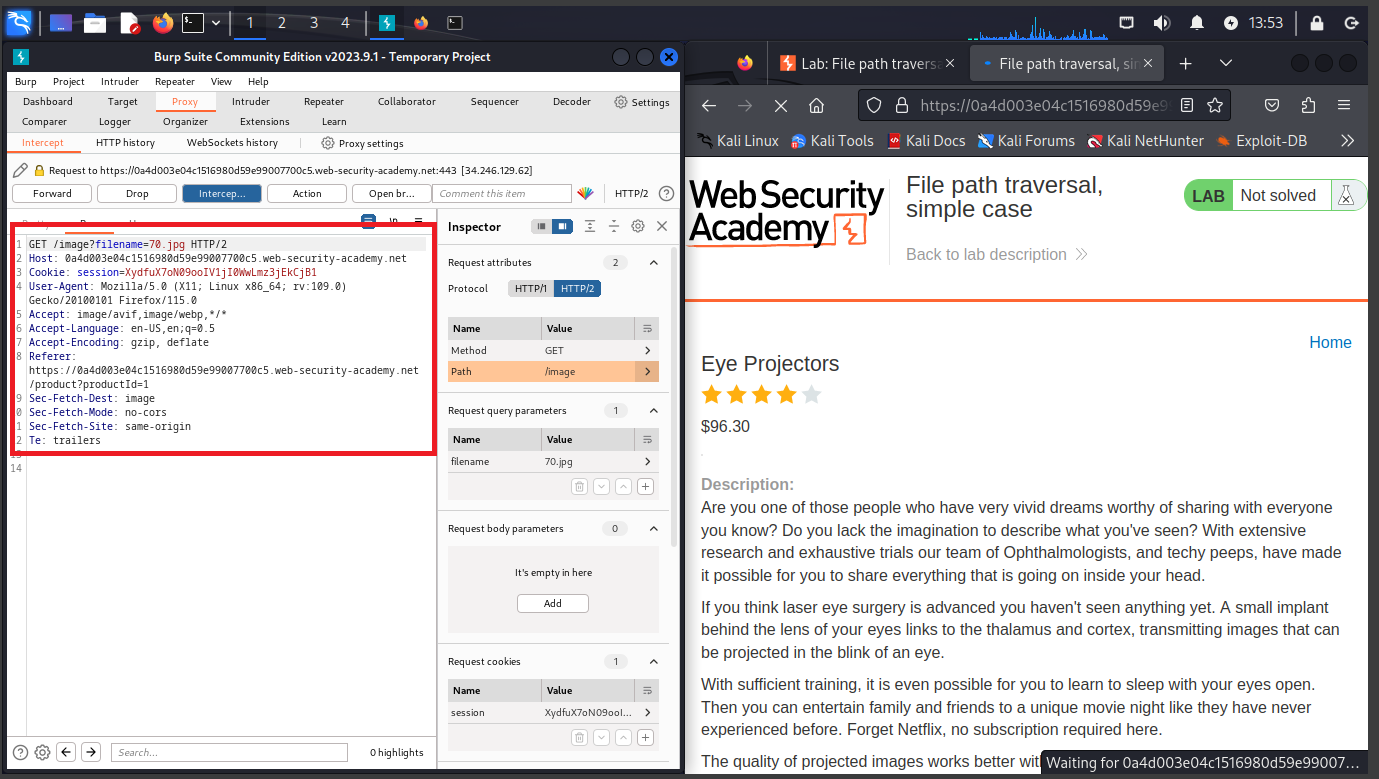 1 2 3 4
13:53
Burp Suite Community Edition v2023.9.1 - Temporary Project
Burp Project Intruder Repeater View Help
Dashboard Target Proxy Intruder Repeater Collaborator Sequencer Decoder Settings
Comparer Logger Organizer Extensions Learn
Intercept HTTP history WebSockets history Proxy settings
Request to https://0a4d003e04c1516980d59e99007700c5.web-security-academy.net:443 [34.246.129.62]
Forward Drop Intercep... Action Open br... Comment this item HTTP/2
1 GET /image?filename=70.jpg HTTP/2
2 Host: 0a4d003e04c1516980d59e99007700c5.web-security-academy.net
3 Cookie: session=XydfuX7oN09ooIV1jI0WwLmz3jEkCjB1
4 User-Agent: Mozilla/5.0 (X11; Linux x86_64; rv:109.0)
Gecko/20100101 Firefox/115.0
5 Accept: image/avif,image/webp,*/*
6 Accept-Language: en-US,en;q=0.5
7 Accept-Encoding: gzip, deflate
8 Referer:
https://0a4d003e04c1516980d59e99007700c5.web-security-academy.net
/product?productId=1
9 Sec-Fetch-Dest: image
0 Sec-Fetch-Mode: no-cors
1 Sec-Fetch-Site: same-origin
2 Te: trailers
14
Search...
0 highlights
Inspector
Request attributes 2
Protocol HTTP/1 HTTP/2
Name Value
Method GET
Path /image
Request query parameters 1
Name Value
filename 70.jpg
Request body parameters 0
It's empty in here
Add
Request cookies 1
Name Value
session XydfuX7oN09ooI...
Lab: File path traversa
File path traversal, sim
https://0a4d003e04c1516980d59e9
Kali Linux Kali Tools Kali Docs Kali Forums Kali NetHunter Exploit-DB
Web Security
Academy
File path traversal,
simple case
Back to lab description
LAB Not solved
Home
Eye Projectors
$96.30
Description:
Are you one of those people who have very vivid dreams worthy of sharing with everyone
you know? Do you lack the imagination to describe what you've seen? With extensive
research and exhaustive trials our team of Ophthalmologists, and techy peeps, have made
it possible for you to share everything that is going on inside your head.
If you think laser eye surgery is advanced you haven't seen anything yet. A small implant
behind the lens of your eyes links to the thalamus and cortex, transmitting images that can
be projected in the blink of an eye.
With sufficient training, it is even possible for you to learn to sleep with your eyes open.
Then you can entertain family and friends to a unique movie night like they have never
experienced before. Forget Netflix, no subscription required here.
The quality of projected images works better wit
Waiting for 0a4d003e04c1516980d59e99007...